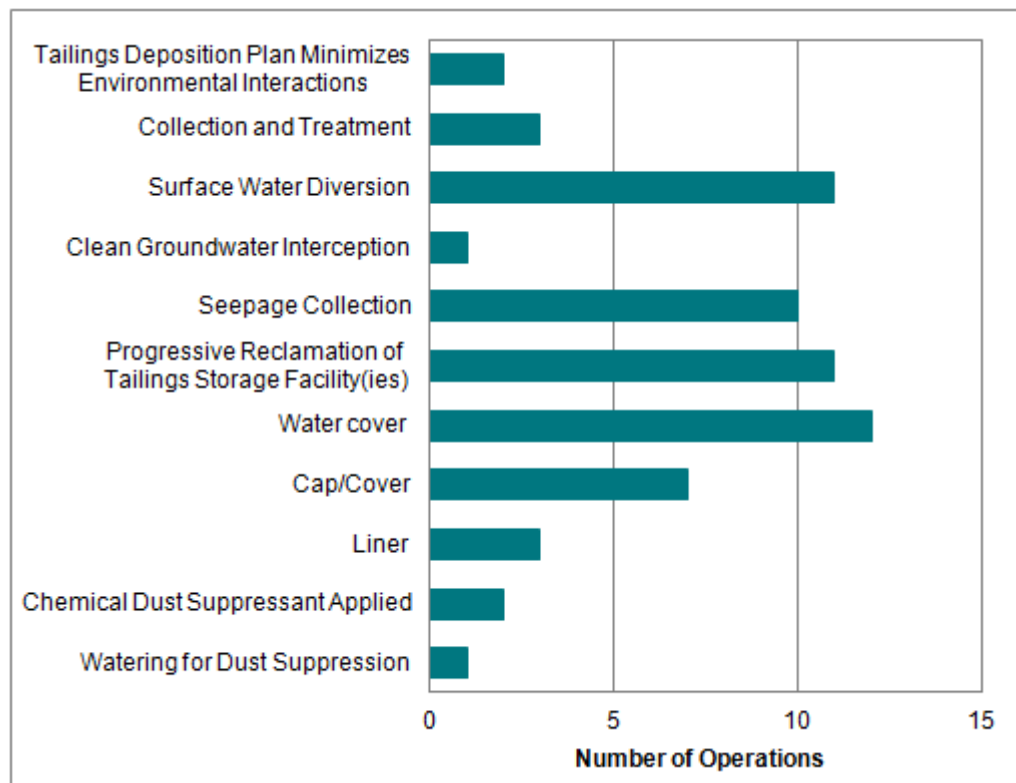 Tailings Deposition Plan Minimizes
Environmental Interactions
Collection and Treatment
Surface Water Diversion
Clean Groundwater Interception
Seepage Collection
Progressive Reclamation of
Tailings Storage Facility(ies)
Water cover
Cap/Cover
Liner
Chemical Dust Suppressant Applied
Watering for Dust Suppression
0 5 10 15
Number of Operations